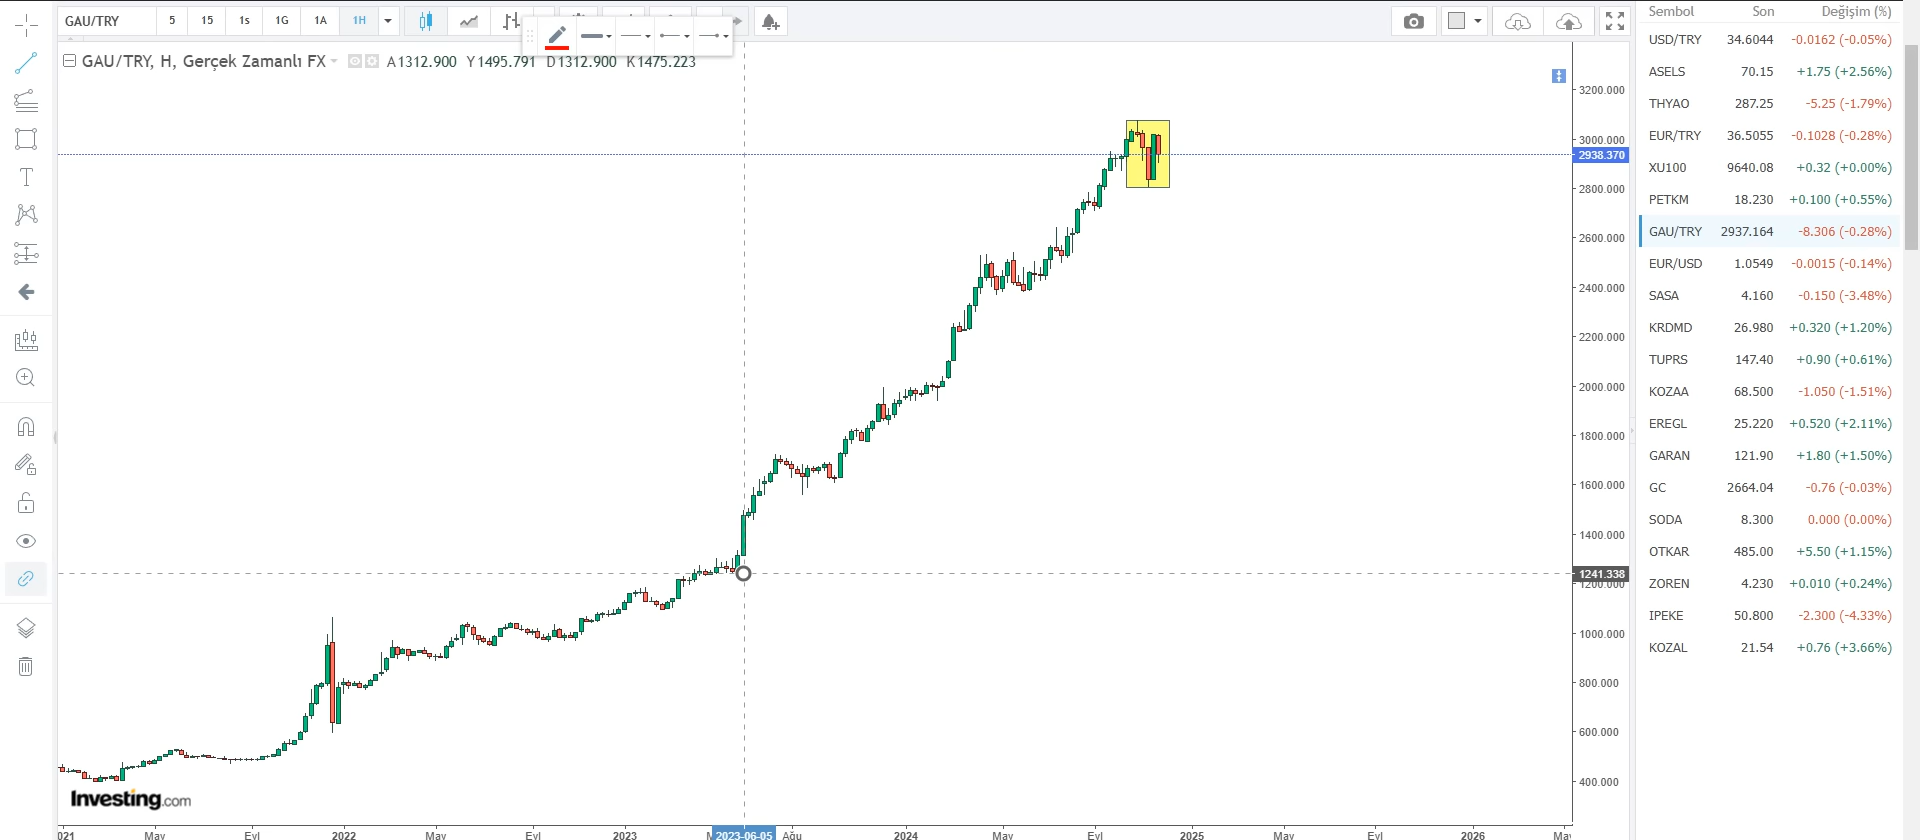 GAU/TRY 5 15 1s 1G 1A 1H
GAU/TRY, H, Gerçek Zamanlı FX A1312.900 Y1495.791 D1312.900 K1475.223
3200.000
3000.000
2938.370
2800.000
2600.000
2400.000
2200.000
2000.000
1800.000
1600.000
1400.000
1241.338
1200.000
1000.000
800.000
600.000
400.000
Investing.com
May Eyl 2022 May Eyl 2023 2023-06-05 Ağu 2024 May Eyl 2025 May Eyl 2026
Sembol Son Değişim (%)
USD/TRY 34.6044 -0.0162 (-0.05%)
ASELS 70.15 +1.75 (+2.56%)
THYAO 287.25 -5.25 (-1.79%)
EUR/TRY 36.5055 -0.1028 (-0.28%)
XU100 9640.08 +0.32 (+0.00%)
PETKM 18.230 +0.100 (+0.55%)
GAU/TRY 2937.164 -8.306 (-0.28%)
EUR/USD 1.0549 -0.0015 (-0.14%)
SASA 4.160 -0.150 (-3.48%)
KRDMD 26.980 +0.320 (+1.20%)
TUPRS 147.40 +0.90 (+0.61%)
KOZAA 68.500 -1.050 (-1.51%)
EREGL 25.220 +0.520 (+2.11%)
GARAN 121.90 +1.80 (+1.50%)
GC 2664.04 -0.76 (-0.03%)
SODA 8.300 0.000 (0.00%)
OTKAR 485.00 +5.50 (+1.15%)
ZOREN 4.230 +0.010 (+0.24%)
IPEKE 50.800 -2.300 (-4.33%)
KOZAL 21.54 +0.76 (+3.66%)